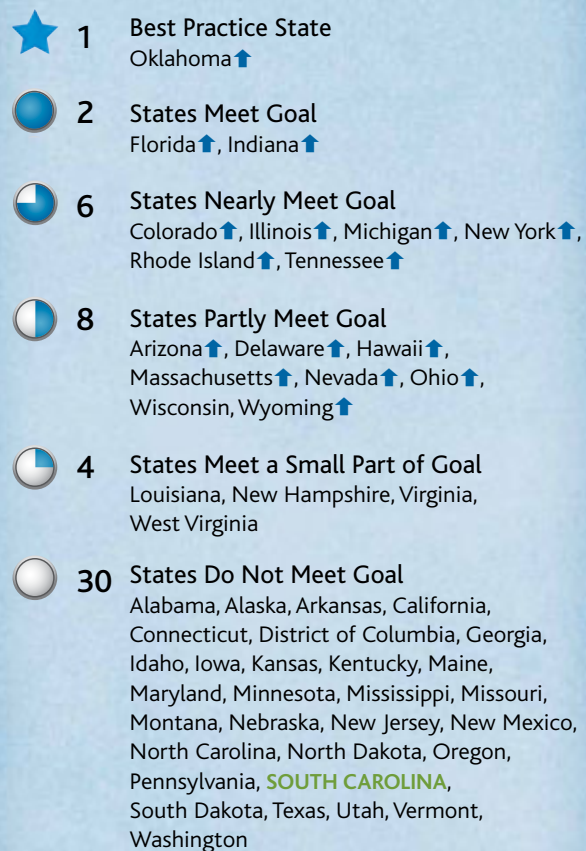 1 Best Practice State
Oklahoma⬆
2 States Meet Goal
Florida⬆, Indiana⬆
6 States Nearly Meet Goal
Colorado⬆, Illinois⬆, Michigan⬆, New York⬆,
Rhode Island⬆, Tennessee⬆
8 States Partly Meet Goal
Arizona⬆, Delaware⬆, Hawaii⬆,
Massachusetts⬆, Nevada⬆, Ohio⬆,
Wisconsin, Wyoming⬆
4 States Meet a Small Part of Goal
Louisiana, New Hampshire, Virginia,
West Virginia
30 States Do Not Meet Goal
Alabama, Alaska, Arkansas, California,
Connecticut, District of Columbia, Georgia,
Idaho, Iowa, Kansas, Kentucky, Maine,
Maryland, Minnesota, Mississippi, Missouri,
Montana, Nebraska, New Jersey, New Mexico,
North Carolina, North Dakota, Oregon,
Pennsylvania, SOUTH CAROLINA,
South Dakota, Texas, Utah, Vermont,
Washington